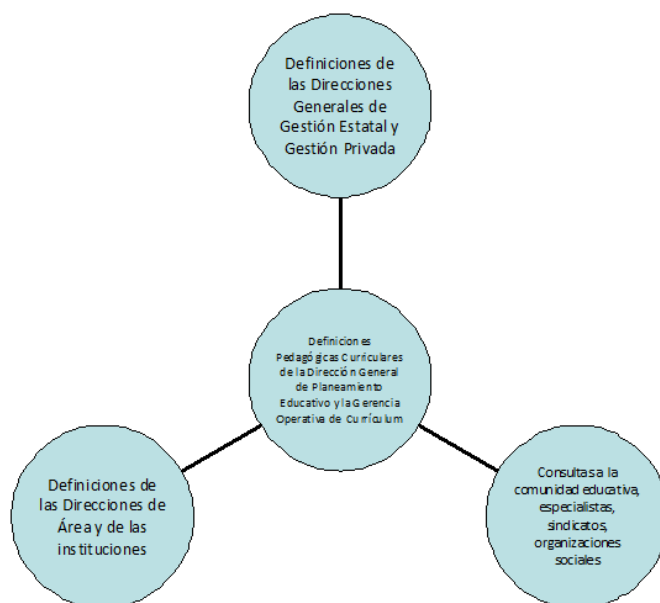 Definiciones de
las Direcciones
Generales de
Gestión Estatal y
Gestión Privada
Definiciones
Pedagógicas Curriculares
de la Dirección General
de Planeamiento
Educativo y la Gerencia
Operativa de Currículum
Definiciones de
las Direcciones de
Área y de las
instituciones
Consultas a la
comunidad educativa,
especialistas,
sindicatos,
organizaciones
sociales